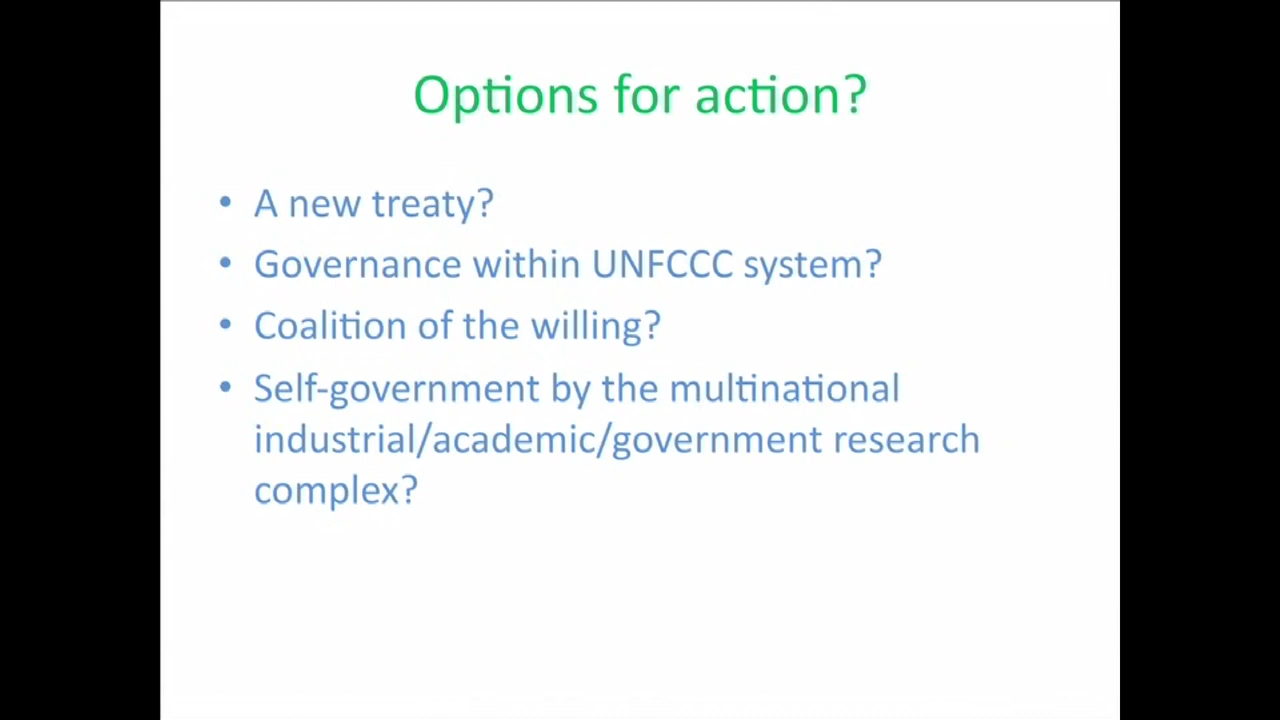 Options for action?
• A new treaty?
• Governance within UNFCCC system?
• Coalition of the willing?
• Self-government by the multinational
industrial/academic/government research
complex?